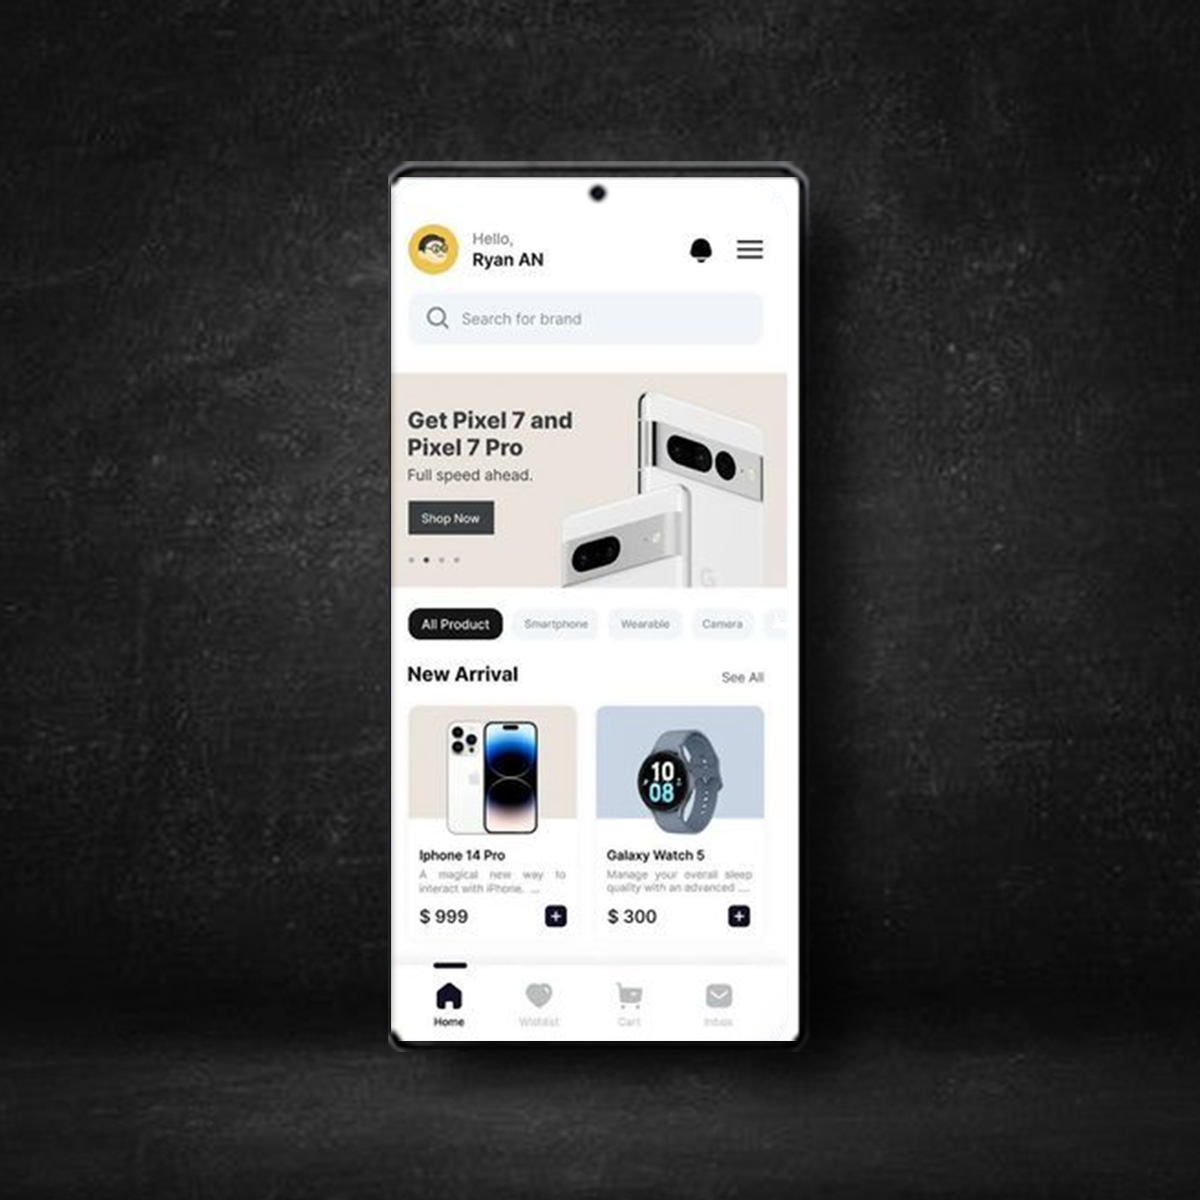 Hello,
Ryan AN
Search for brand
Get Pixel 7 and
Pixel 7 Pro
Full speed ahead.
Shop Now
All Product
Smartphone
Wearable
Camera
New Arrival
See All
10
08
Iphone 14 Pro
A magical new way to
interact with iPhone. ...
$ 999
Galaxy Watch 5
Manage your overall sleep
quality with an advanced ....
$ 300
Home
Wishlist
Cart
Inbox